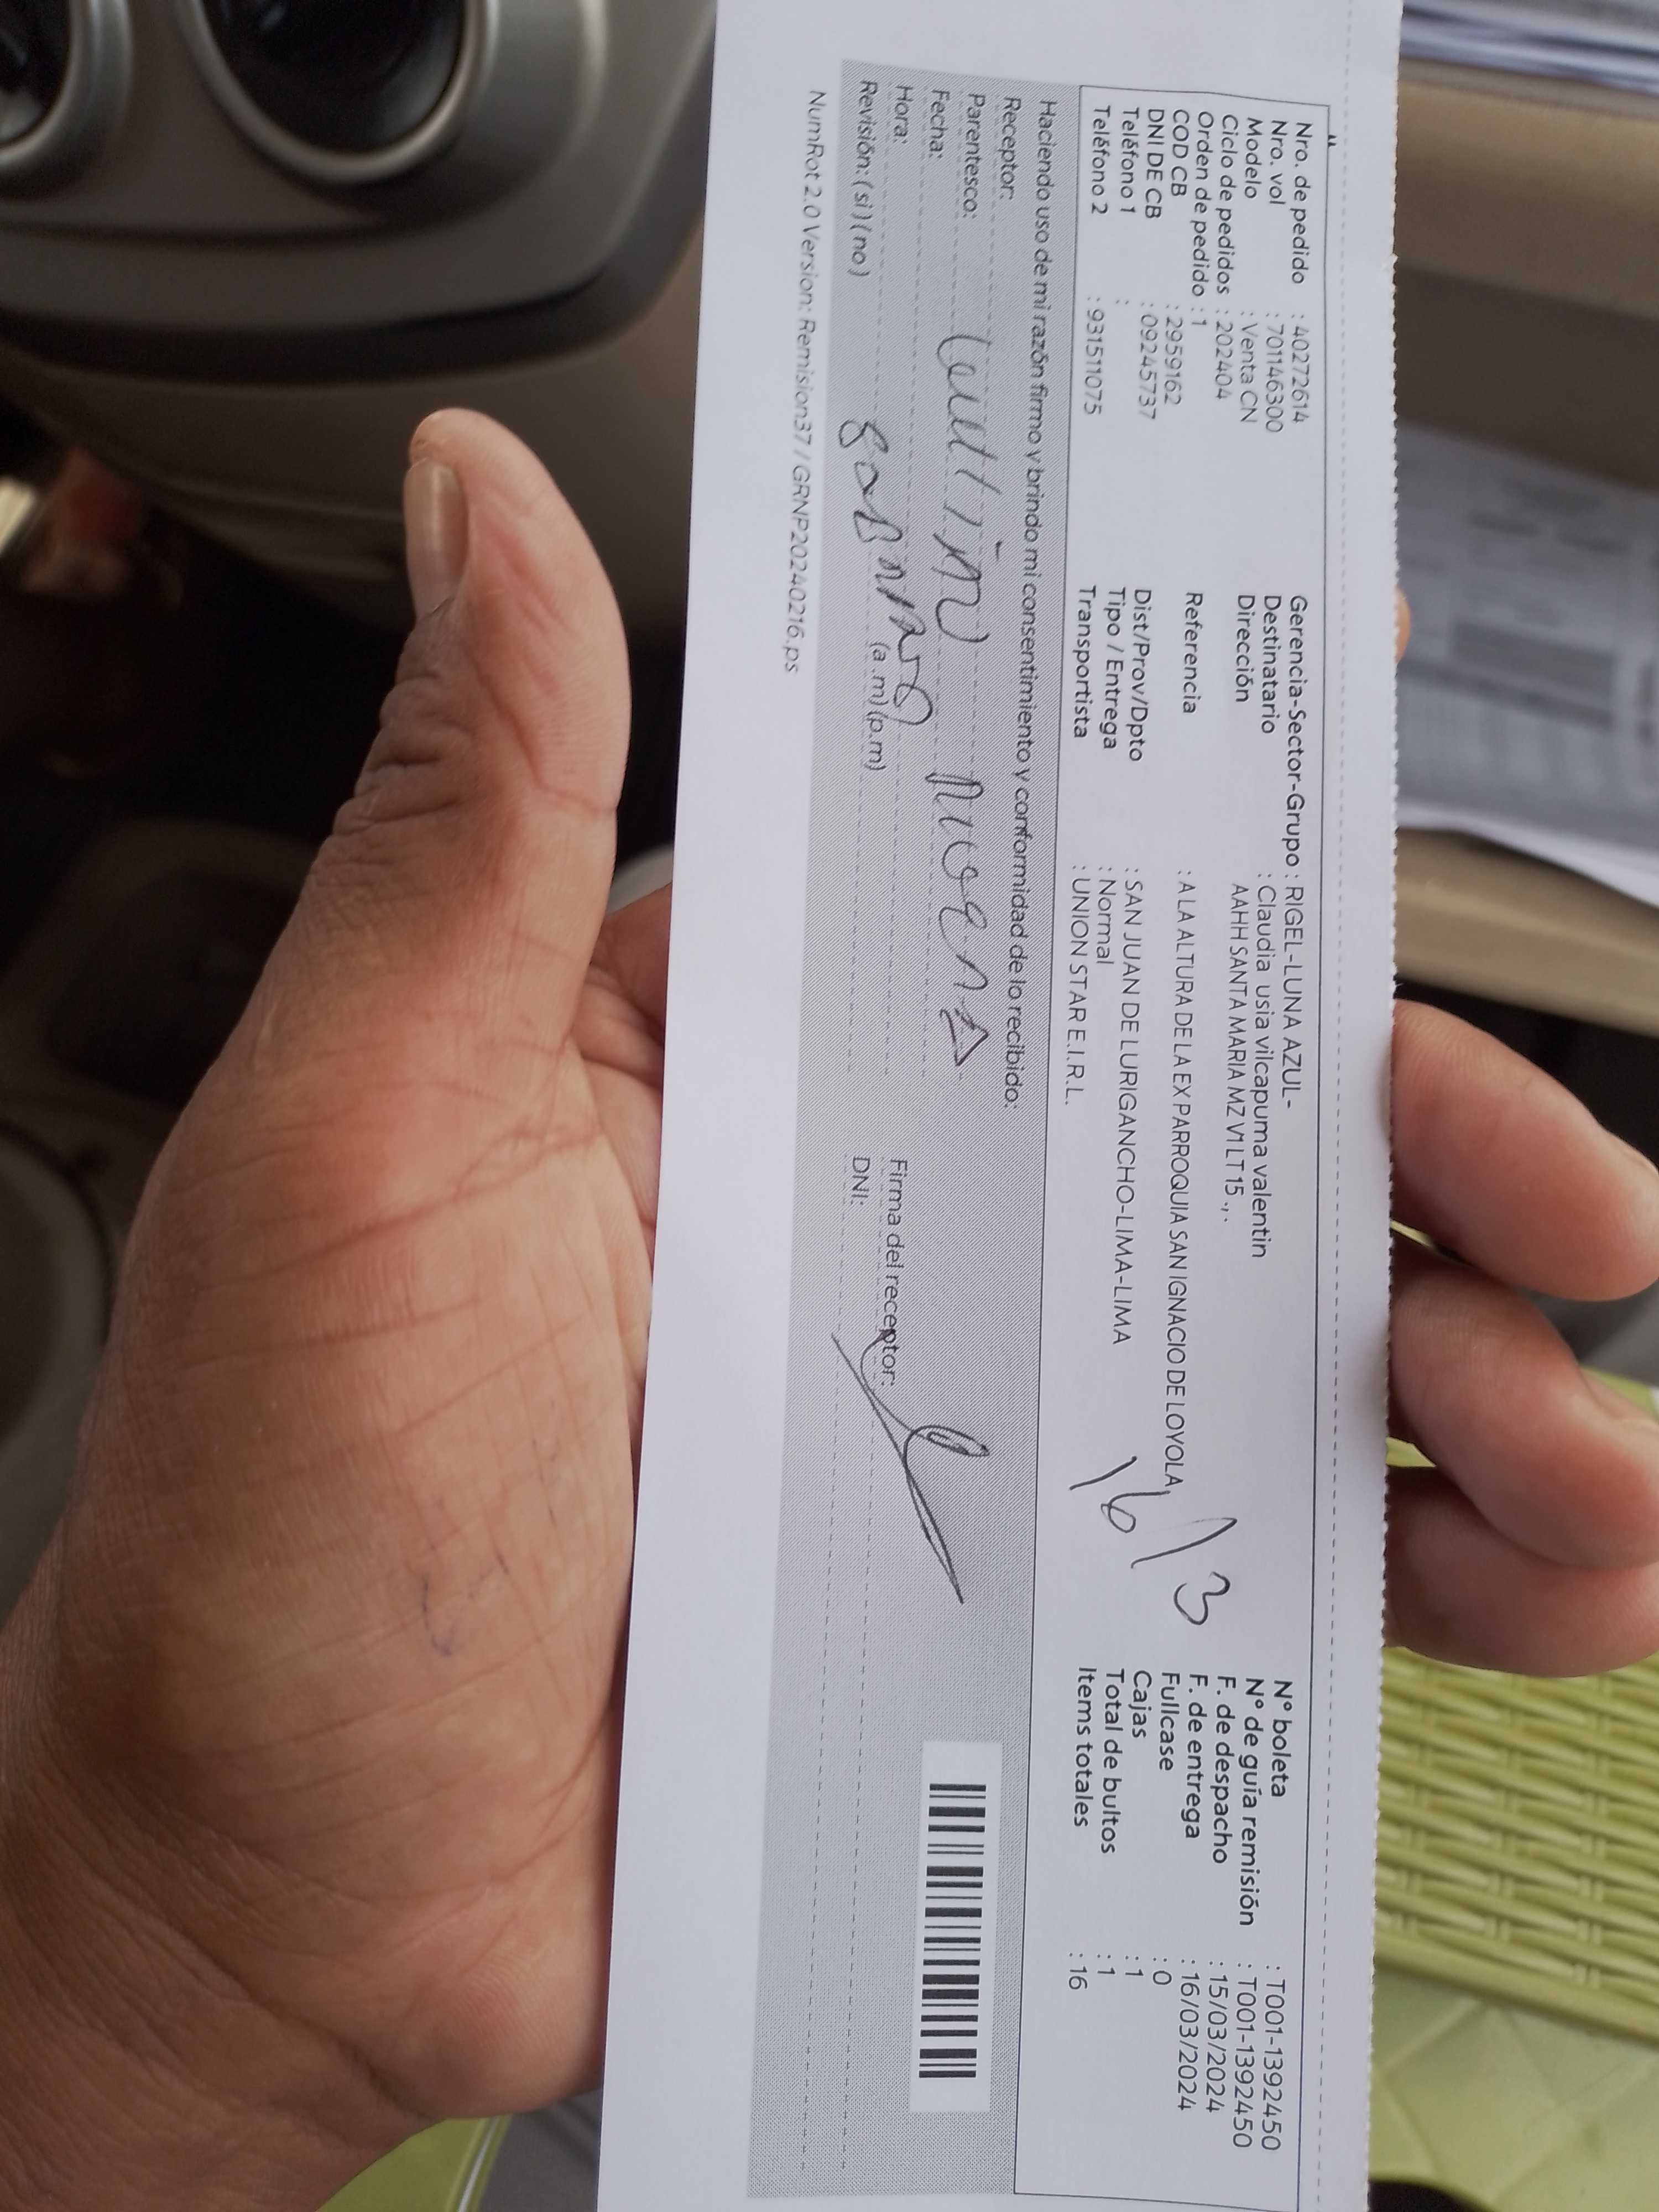 Nro. de pedido : 40272614
Nro. vol : 701146300
Modelo : Venta CN
Ciclo de pedidos : 202404
Orden de pedido : 1
COD CB : 2959162
DNI DE CB : 09245737
Teléfono 1 :
Teléfono 2 : 931511075
Gerencia-Sector-Grupo : RIGEL-LUNA AZUL-
Destinatario : Claudia usia vilcapuma valentin
Dirección AAHH SANTA MARIA MZ V1 LT 15 .,.
Referencia : A LA ALTURA DE LA EX PARROQUIA SAN IGNACIO DE LOYOLA
Dist/Prov/Dpto : SAN JUAN DE LURIGANCHO-LIMA-LIMA
Tipo / Entrega : Normal
Transportista : UNION STAR E.I.R.L.
16/3
N° boleta : T001-1392450
N° de guía remisión : T001-1392450
F. de despacho : 15/03/2024
F. de entrega : 16/03/2024
Fullcase : 0
Cajas : 1
Total de bultos : 1
Items totales : 16
Haciendo uso de mi razón firmo y brindo mi consentimiento y conformidad de lo recibido:
Receptor:
Parentesco:
Fecha:
Hora: (a.m) (p.m)
Revisión: ( si ) ( no )
Firma del receptor:
DNI:
NumRot 2.0 Version: Remision37 / GRNP20240216.ps